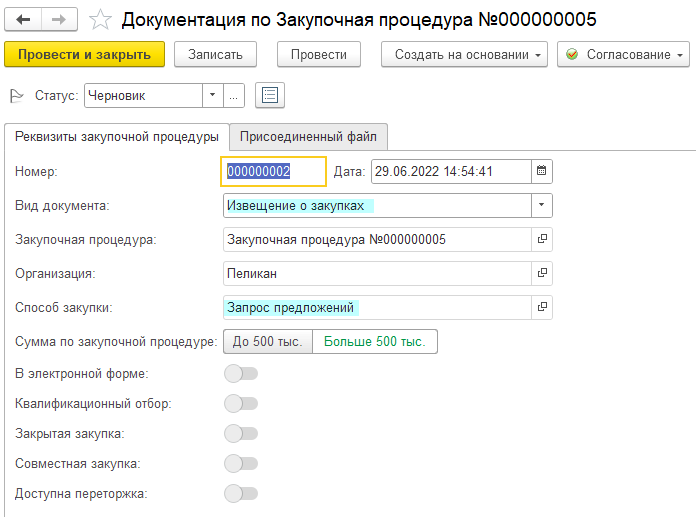 Документация по Закупочная процедура №000000005
Провести и закрыть Записать Провести Создать на основании Согласование
Статус: Черновик ...
Реквизиты закупочной процедуры Присоединенный файл
Номер: 000000002 Дата: 29.06.2022 14:54:41
Вид документа: Извещение о закупках
Закупочная процедура: Закупочная процедура №000000005
Организация: Пеликан
Способ закупки: Запрос предложений
Сумма по закупочной процедуре: До 500 тыс. Больше 500 тыс.
В электронной форме:
Квалификационный отбор:
Закрытая закупка:
Совместная закупка:
Доступна переторжка: